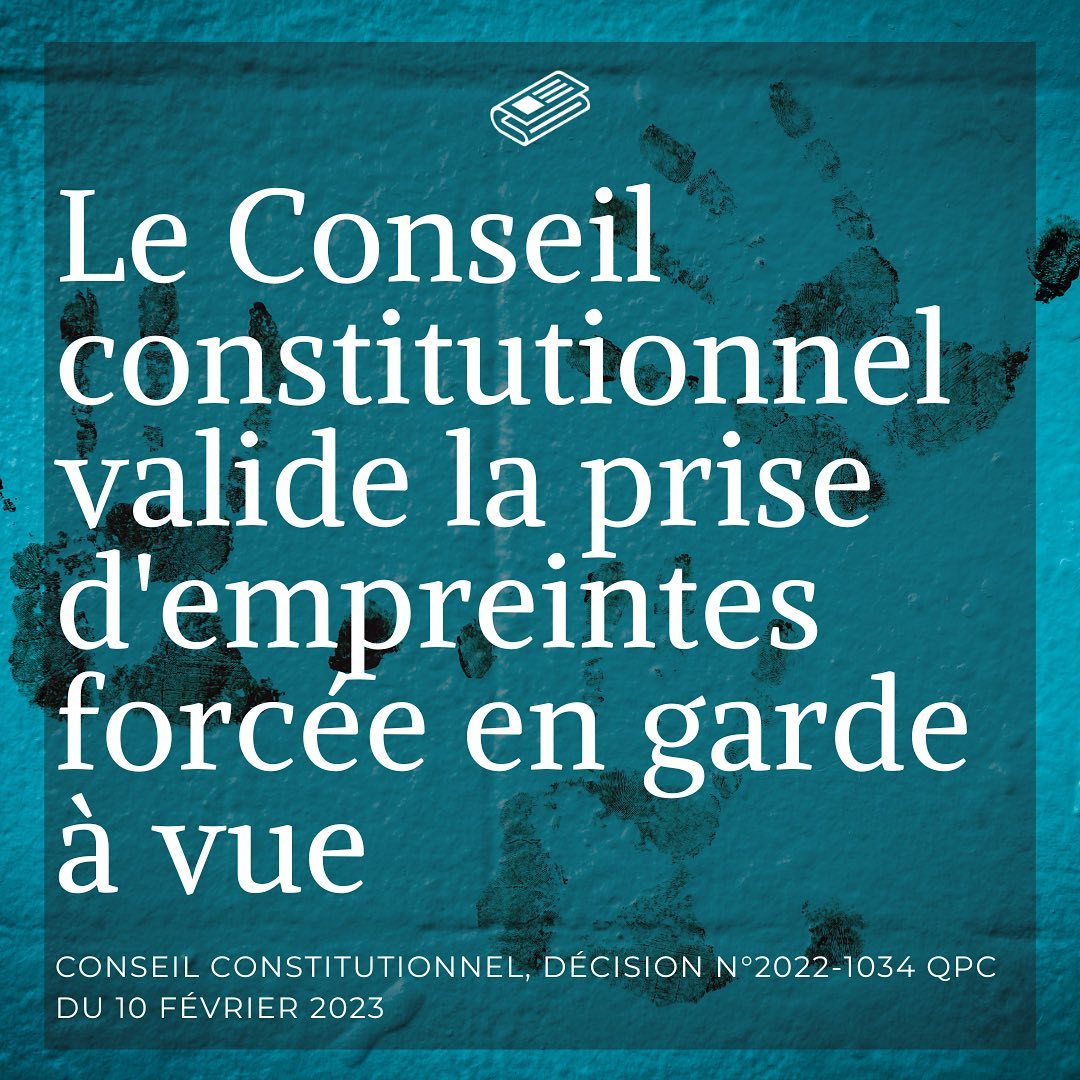 Le Conseil
constitutionnel
valide la prise
d'empreintes
forcée en garde
à vue
CONSEIL CONSTITUTIONNEL, DÉCISION N°2022-1034 QPC
DU 10 FÉVRIER 2023